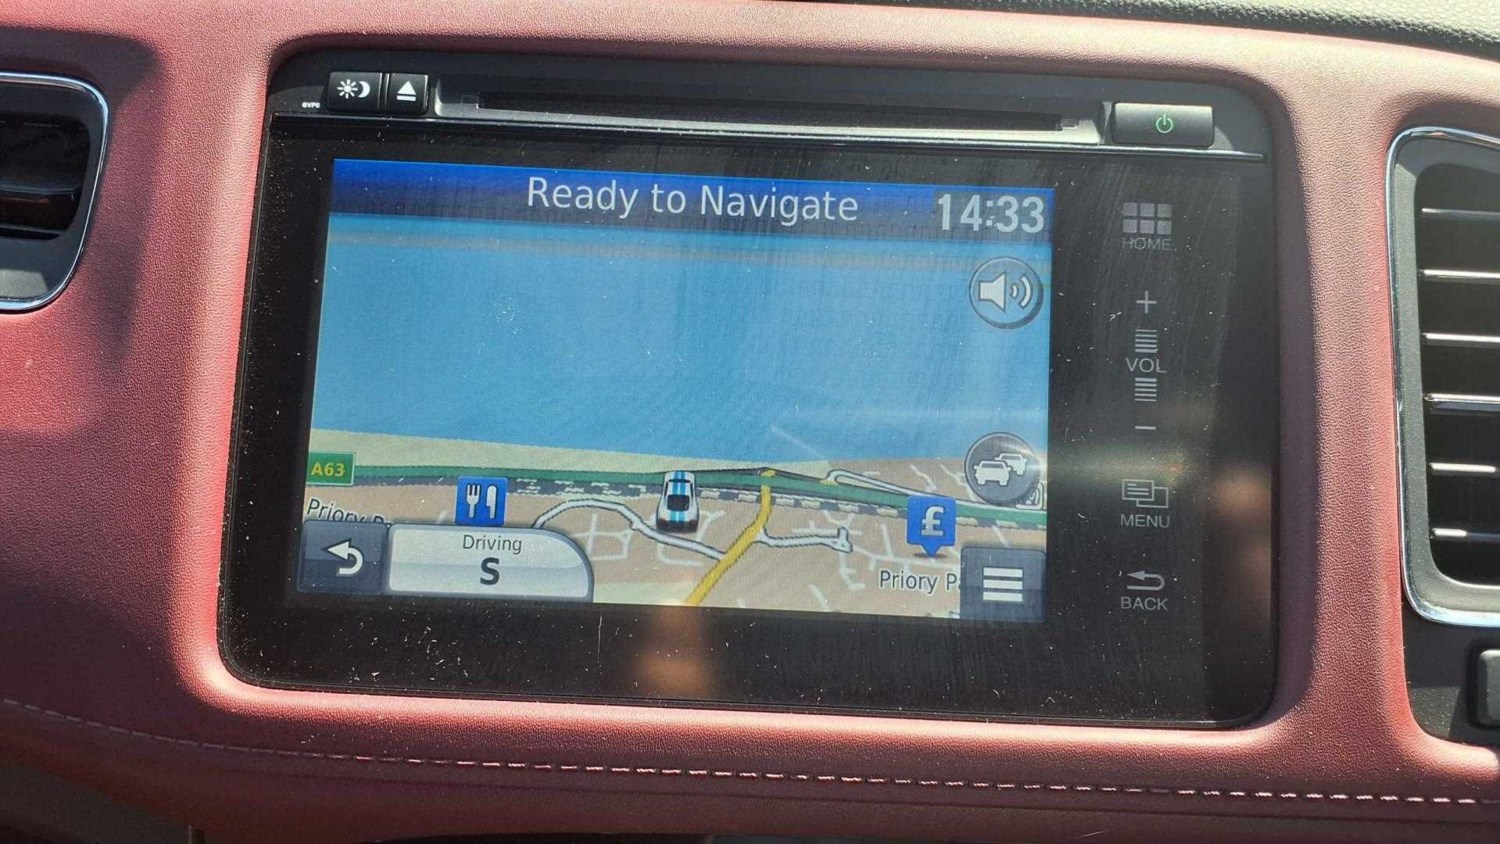 Ready to Navigate
14:33
HOME
+
VOL
−
A63
£
Driving
S
Priory P
MENU
BACK